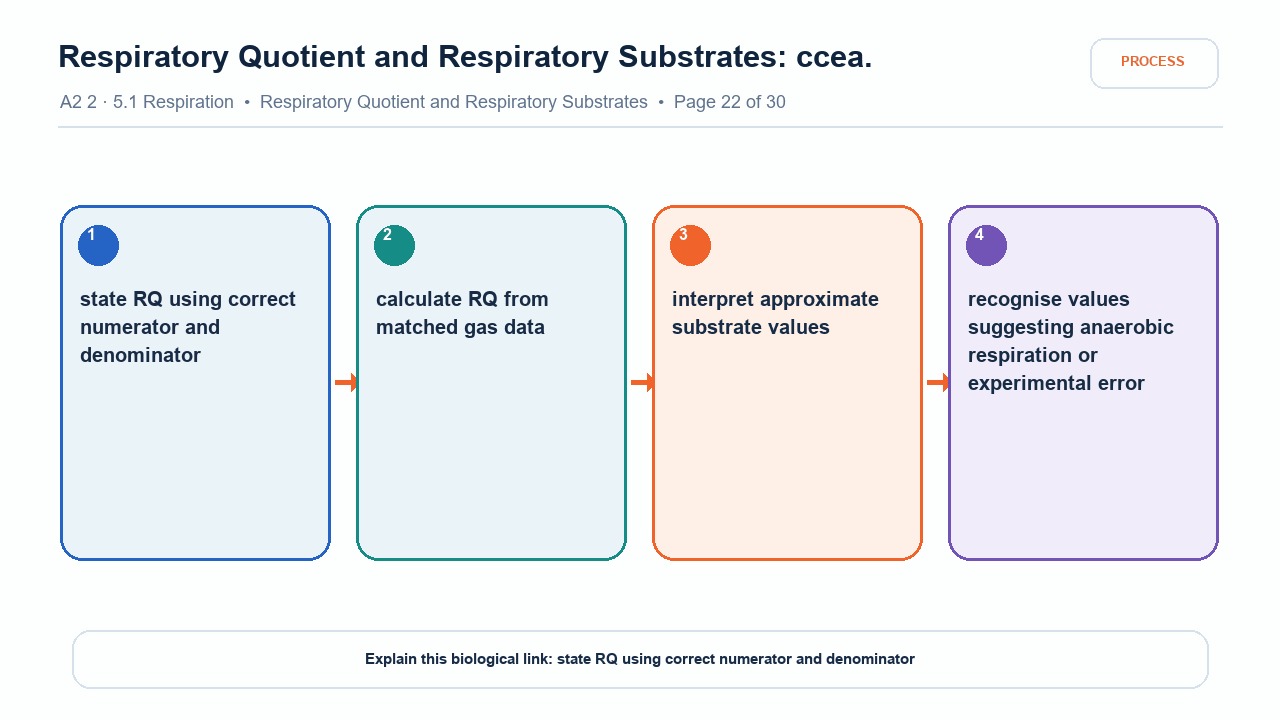 Respiratory Quotient and Respiratory Substrates: ccea.
PROCESS
A2 2 · 5.1 Respiration • Respiratory Quotient and Respiratory Substrates • Page 22 of 30
1
state RQ using correct
numerator and
denominator
2
calculate RQ from
matched gas data
3
interpret approximate
substrate values
4
recognise values
suggesting anaerobic
respiration or
experimental error
Explain this biological link: state RQ using correct numerator and denominator